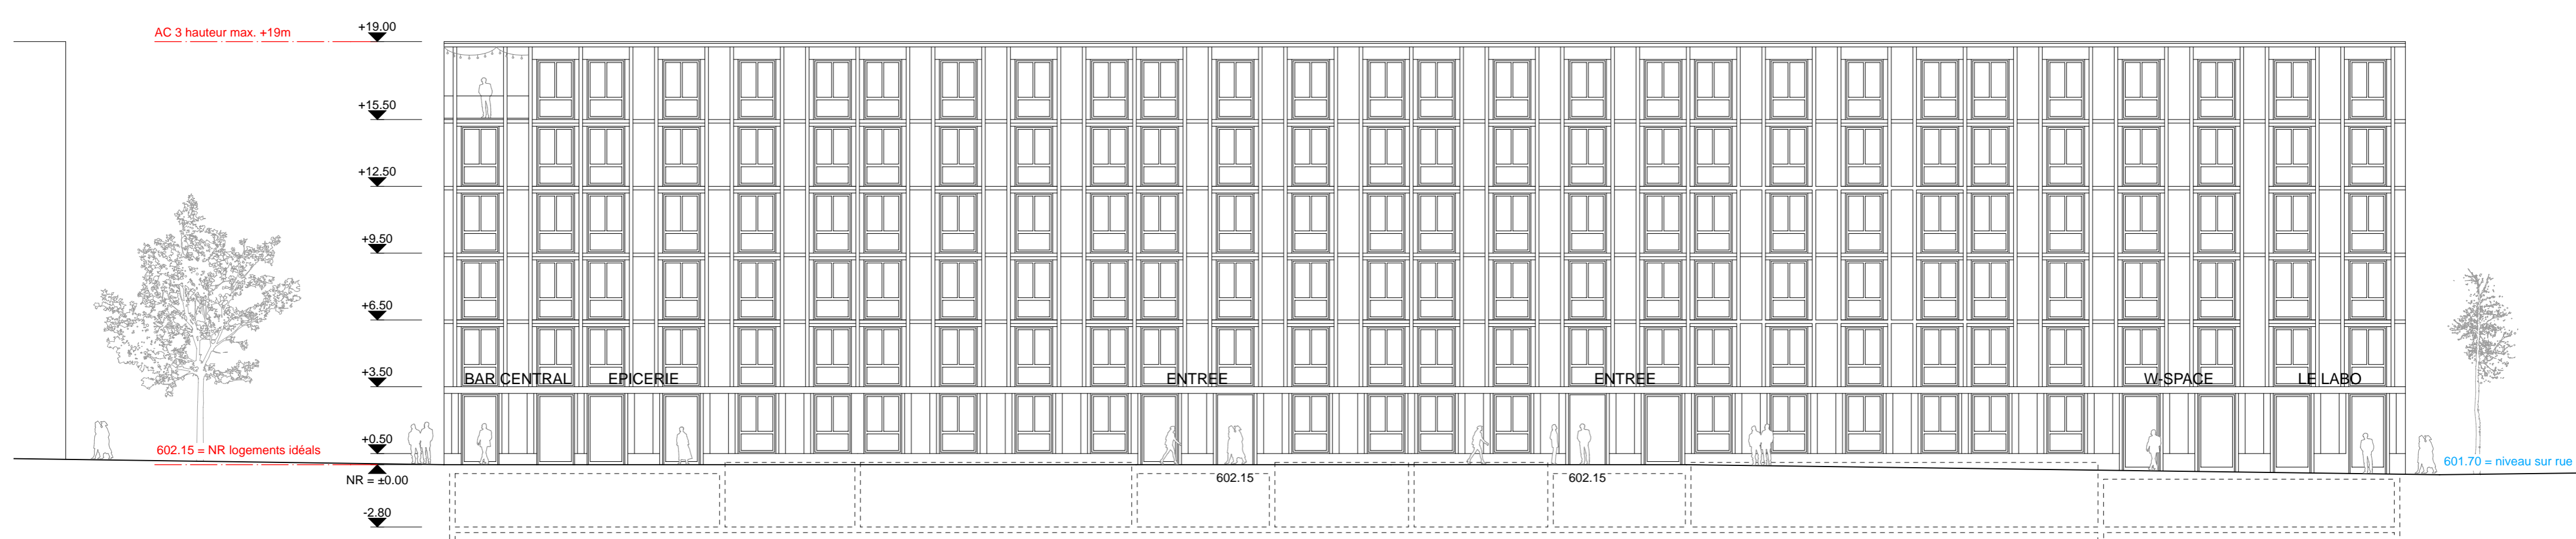 AC 3 hauteur max. +19m
+19.00
+15.50
+12.50
+9.50
+6.50
+3.50
BAR CENTRAL
EPICERIE
ENTREE
ENTREE
W-SPACE
LE LABO
+0.50
602.15 = NR logements idéals
601.70 = niveau sur rue
NR = ±0.00
602.15
602.15
-2.80